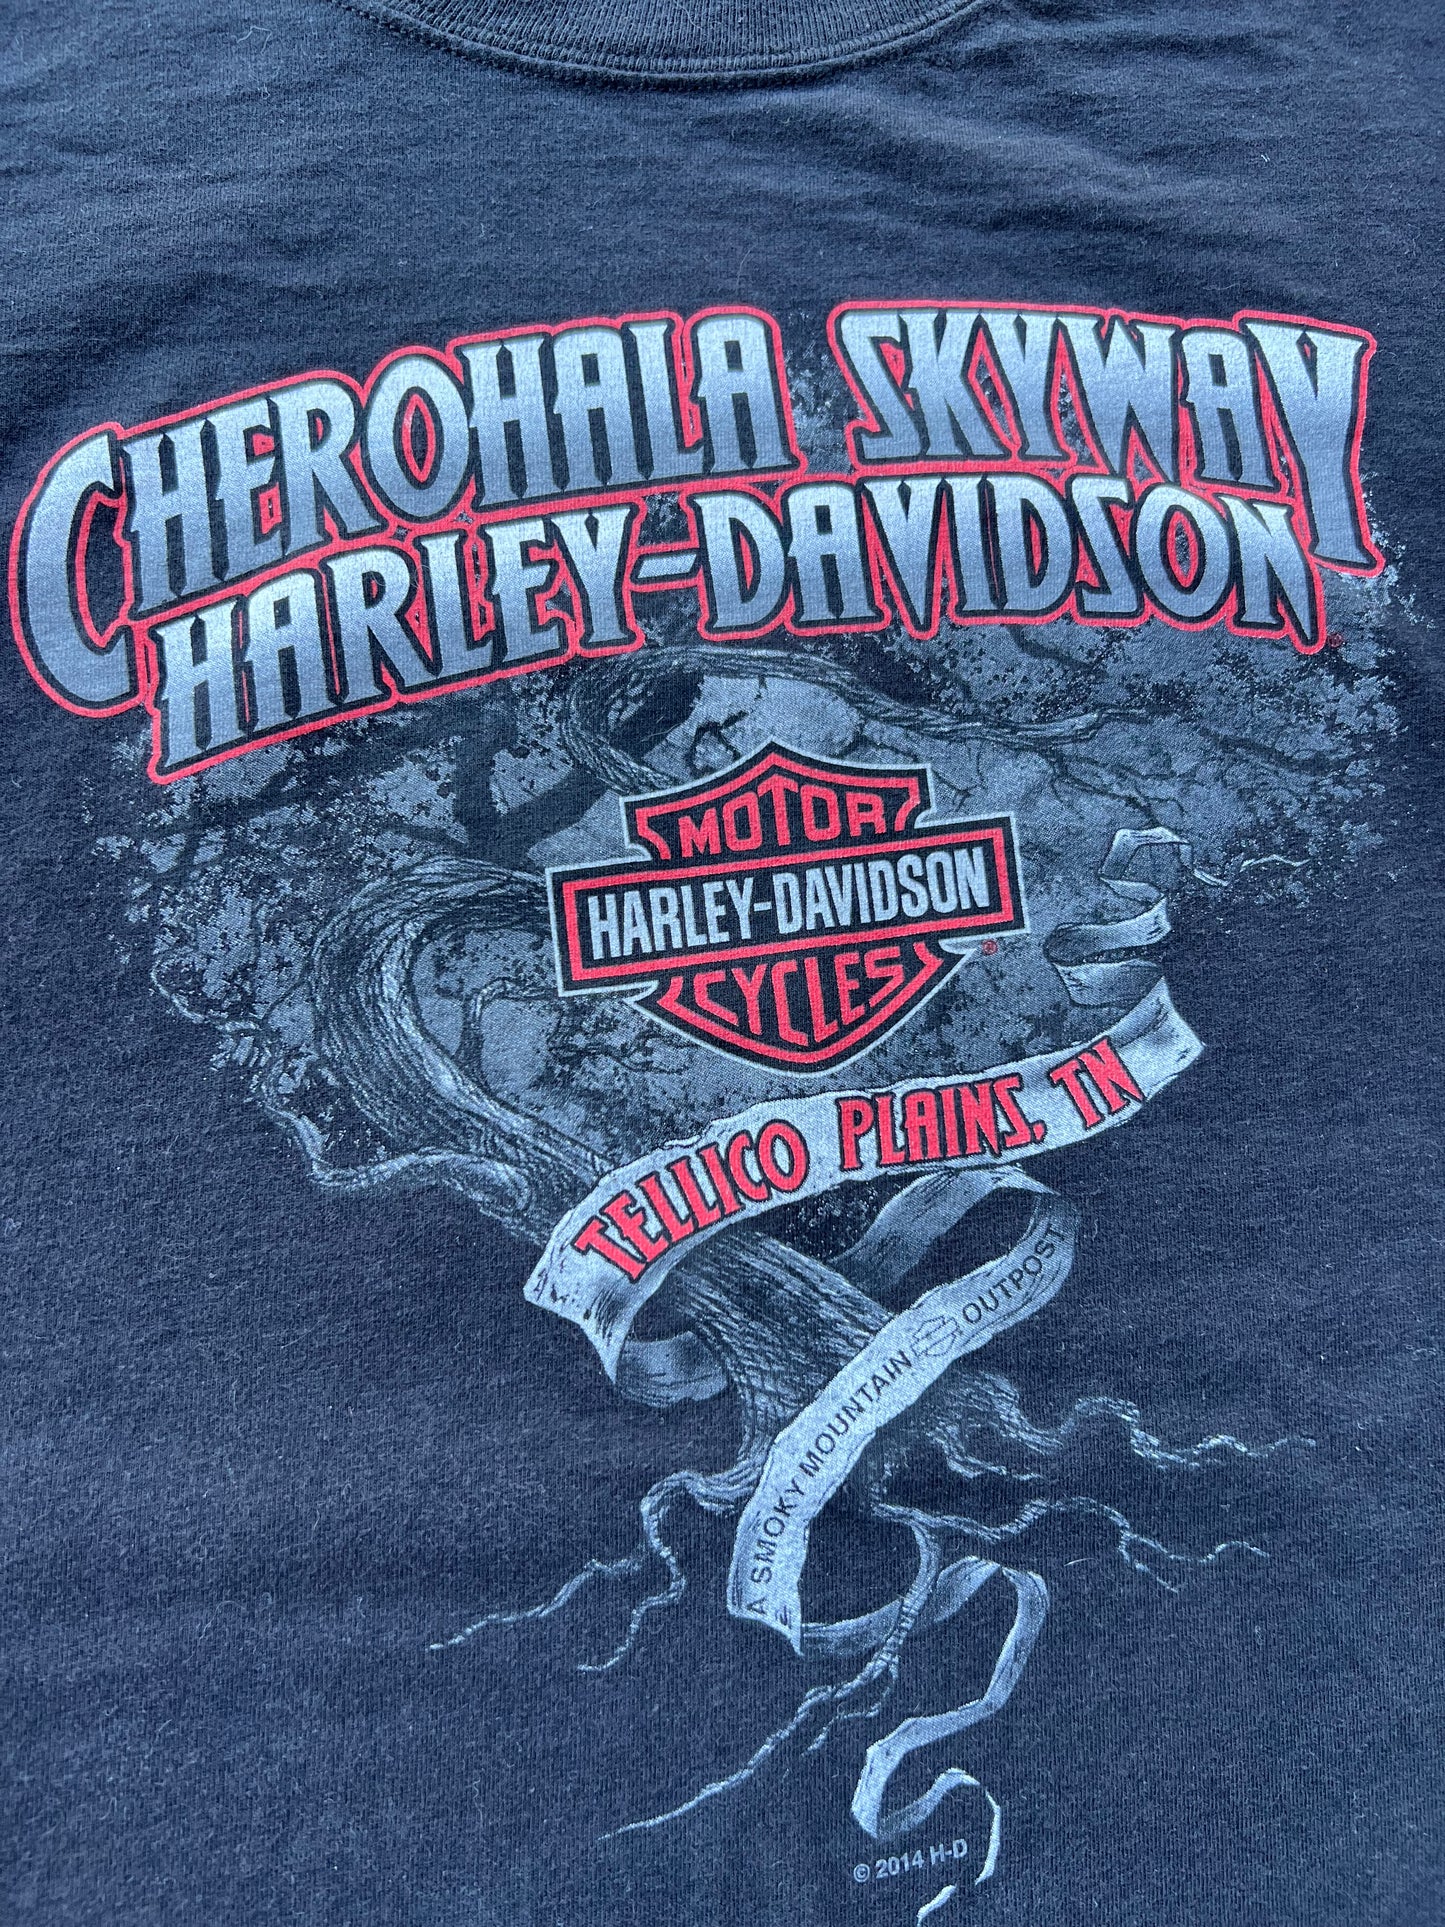 CHEROHALA SKYWAY
HARLEY-DAVIDSON®
MOTOR
HARLEY-DAVIDSON
CYCLES
®
TELLICO PLAINS, TN
A SMOKY MOUNTAIN OUTPOST
© 2014 H-D